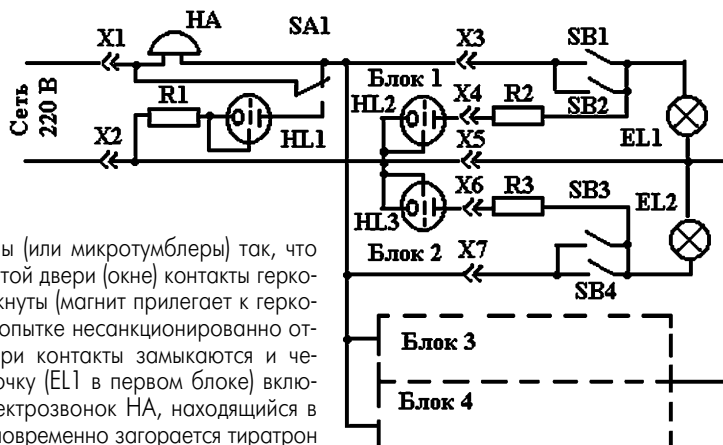 HA
SA1
X1
X3
SB1
Блок 1
R1
HL2
X4
R2
SB2
Сеть
220 В
HL1
X2
X5
EL1
X6
R3
SB3
EL2
HL3
Блок 2
X7
SB4
ы (или микротумблеры) так, что
той двери (окне) контакты герко-
кнуты (магнит прилегает к герко-
опытке несанкционированно от-
ри контакты замыкаются и че-
очку (EL1 в первом блоке) вклю-
ектрозвонок НА, находящийся в
новременно загорается тиратрон
Блок 3
Блок 4